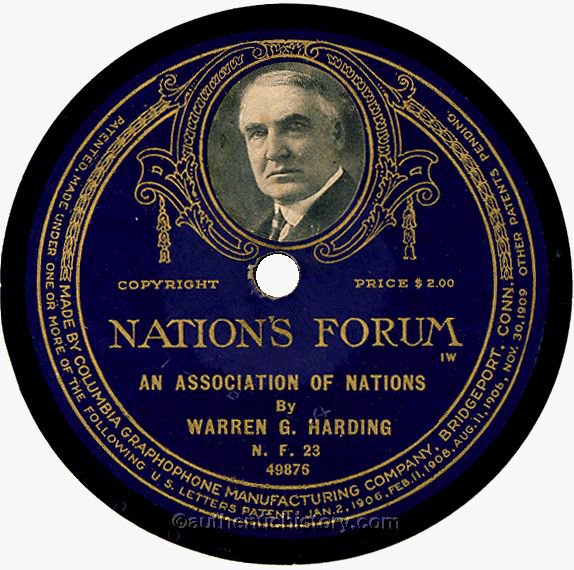 COPYRIGHT
PRICE $2.00
NATION'S FORUM
IW
AN ASSOCIATION OF NATIONS
By
WARREN G. HARDING
N. F. 23
49876
MADE BY COLUMBIA GRAPHOPHONE MANUFACTURING COMPANY, BRIDGEPORT, CONN.
PATENTED. MADE UNDER ONE OR MORE OF THE FOLLOWING U.S. LETTERS PATENT: JAN. 2, 1906, FEB. 11, 1908, AUG. 11, 1906, NOV. 30, 1909 OTHER PATENTS PENDING.
©authentichistory.com